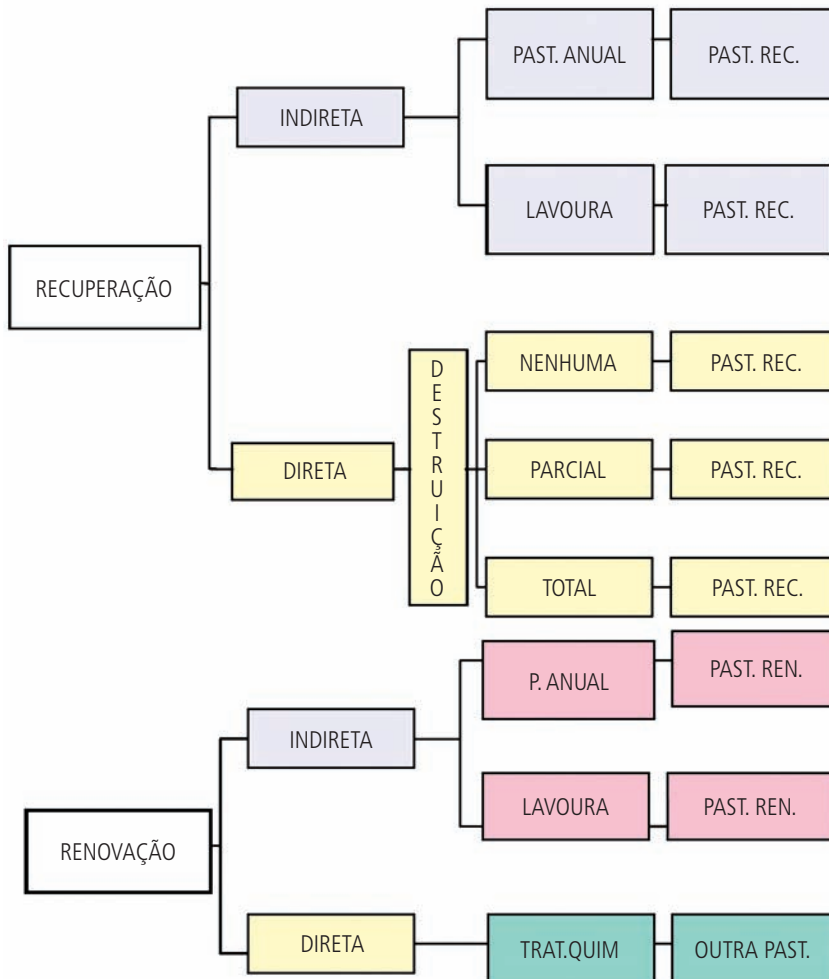 PAST. ANUAL
PAST. REC.
INDIRETA
LAVOURA
PAST. REC.
RECUPERAÇÃO
DESTRUIÇÃO
NENHUMA
PAST. REC.
DIRETA
PARCIAL
PAST. REC.
TOTAL
PAST. REC.
P. ANUAL
PAST. REN.
INDIRETA
LAVOURA
PAST. REN.
RENOVAÇÃO
DIRETA
TRAT.QUIM
OUTRA PAST.